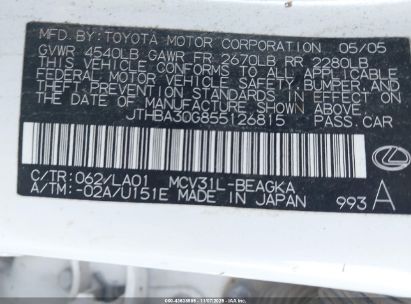 MFD. BY: TOYOTA MOTOR CORPORATION 05/05
GVWR 4540LB GAWR FR 2670LB RR 2280LB
THIS VEHICLE CONFORMS TO ALL APPLICABLE
FEDERAL MOTOR VEHICLE SAFETY, BUMPER, AND
THEFT PREVENTION STANDARDS IN EFFECT ON
THE DATE OF MANUFACTURE SHOWN ABOVE.
JTHBA30G855126815 PASS.CAR
C/TR: 062/LA01 MCV31L-BEAGKA
A/TM: -02A/U151E MADE IN JAPAN 993 A